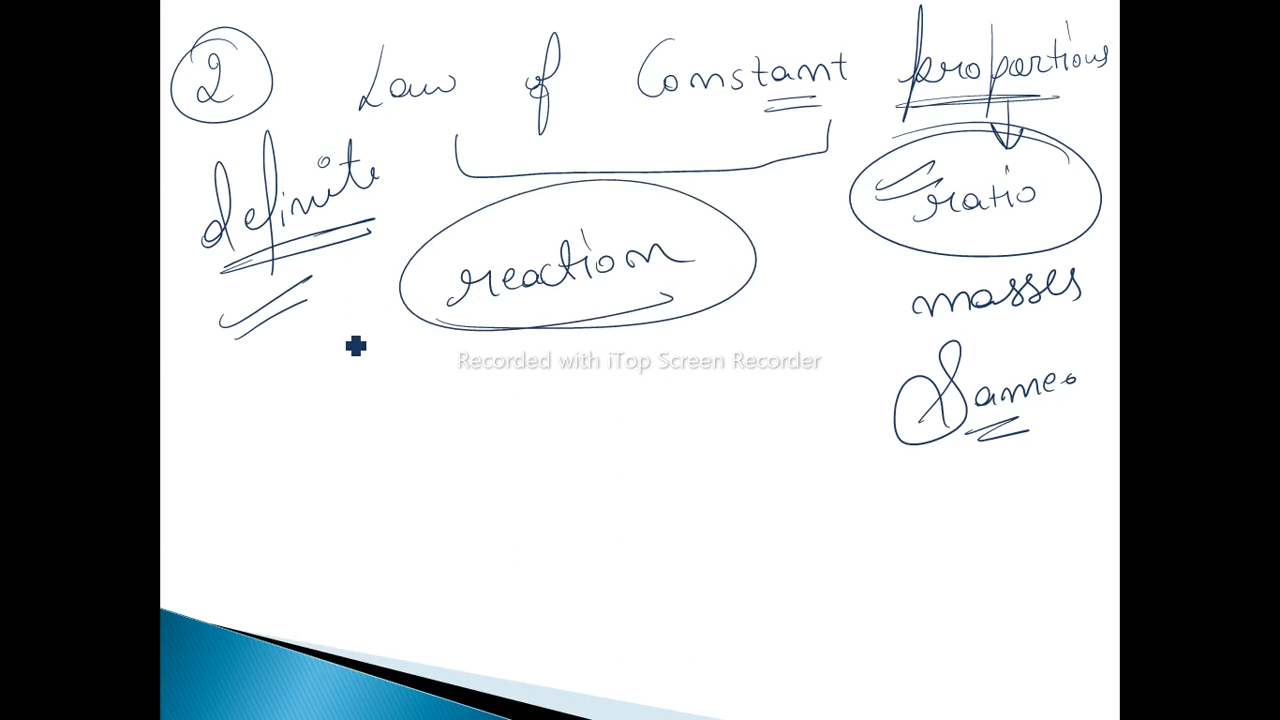 2 Law of Constant proportions
definite
ratio
reaction
masses
Recorded with iTop Screen Recorder
Same